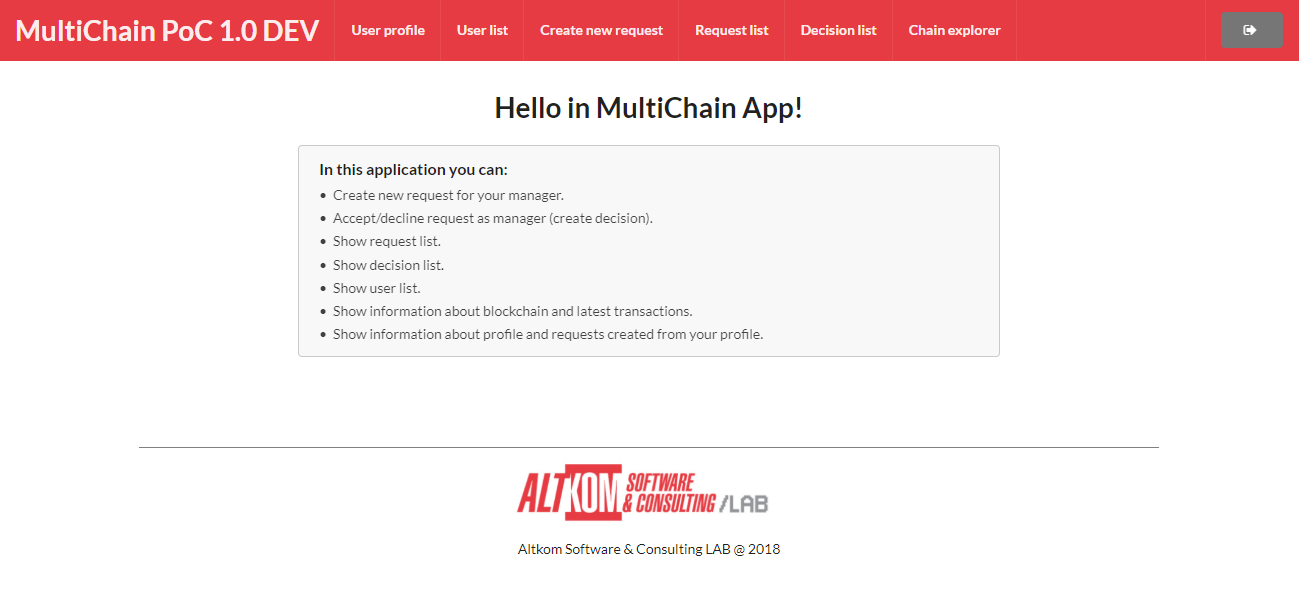 MultiChain PoC 1.0 DEV User profile User list Create new request Request list Decision list Chain explorer
Hello in MultiChain App!
In this application you can:
• Create new request for your manager.
• Accept/decline request as manager (create decision).
• Show request list.
• Show decision list.
• Show user list.
• Show information about blockchain and latest transactions.
• Show information about profile and requests created from your profile.
ALTKOM SOFTWARE
& CONSULTING /LAB
Altkom Software & Consulting LAB @ 2018